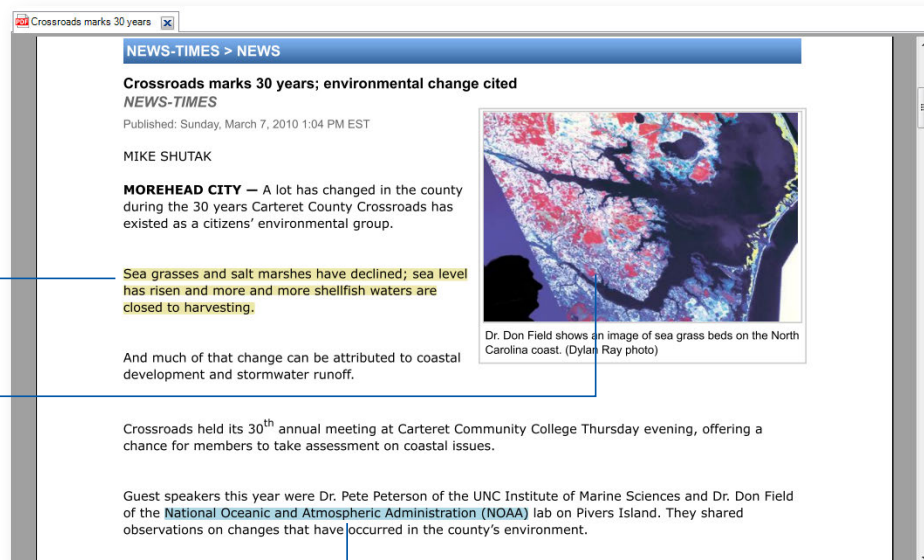 Crossroads marks 30 years
NEWS-TIMES > NEWS
Crossroads marks 30 years; environmental change cited
NEWS-TIMES
Published: Sunday, March 7, 2010 1:04 PM EST
MIKE SHUTAK
MOREHEAD CITY — A lot has changed in the county
during the 30 years Carteret County Crossroads has
existed as a citizens’ environmental group.
Sea grasses and salt marshes have declined; sea level
has risen and more and more shellfish waters are
closed to harvesting.
And much of that change can be attributed to coastal
development and stormwater runoff.
Dr. Don Field shows an image of sea grass beds on the North
Carolina coast. (Dylan Ray photo)
Crossroads held its 30th annual meeting at Carteret Community College Thursday evening, offering a
chance for members to take assessment on coastal issues.
Guest speakers this year were Dr. Pete Peterson of the UNC Institute of Marine Sciences and Dr. Don Field
of the National Oceanic and Atmospheric Administration (NOAA) lab on Pivers Island. They shared
observations on changes that have occurred in the county’s environment.